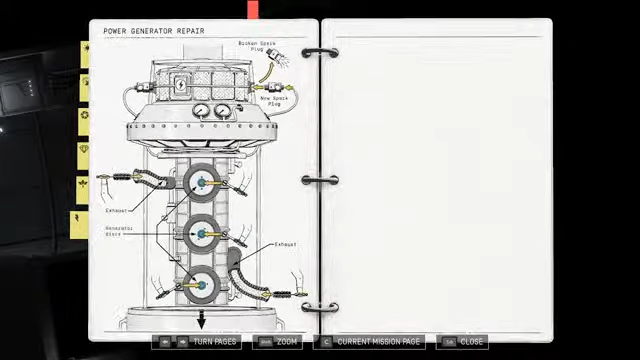 POWER GENERATOR REPAIR
Broken Spark
Plug
New Spark
Plug
Exhaust
Generator
discs
Exhaust
TURN PAGES
ZOOM
C CURRENT MISSION PAGE
CLOSE